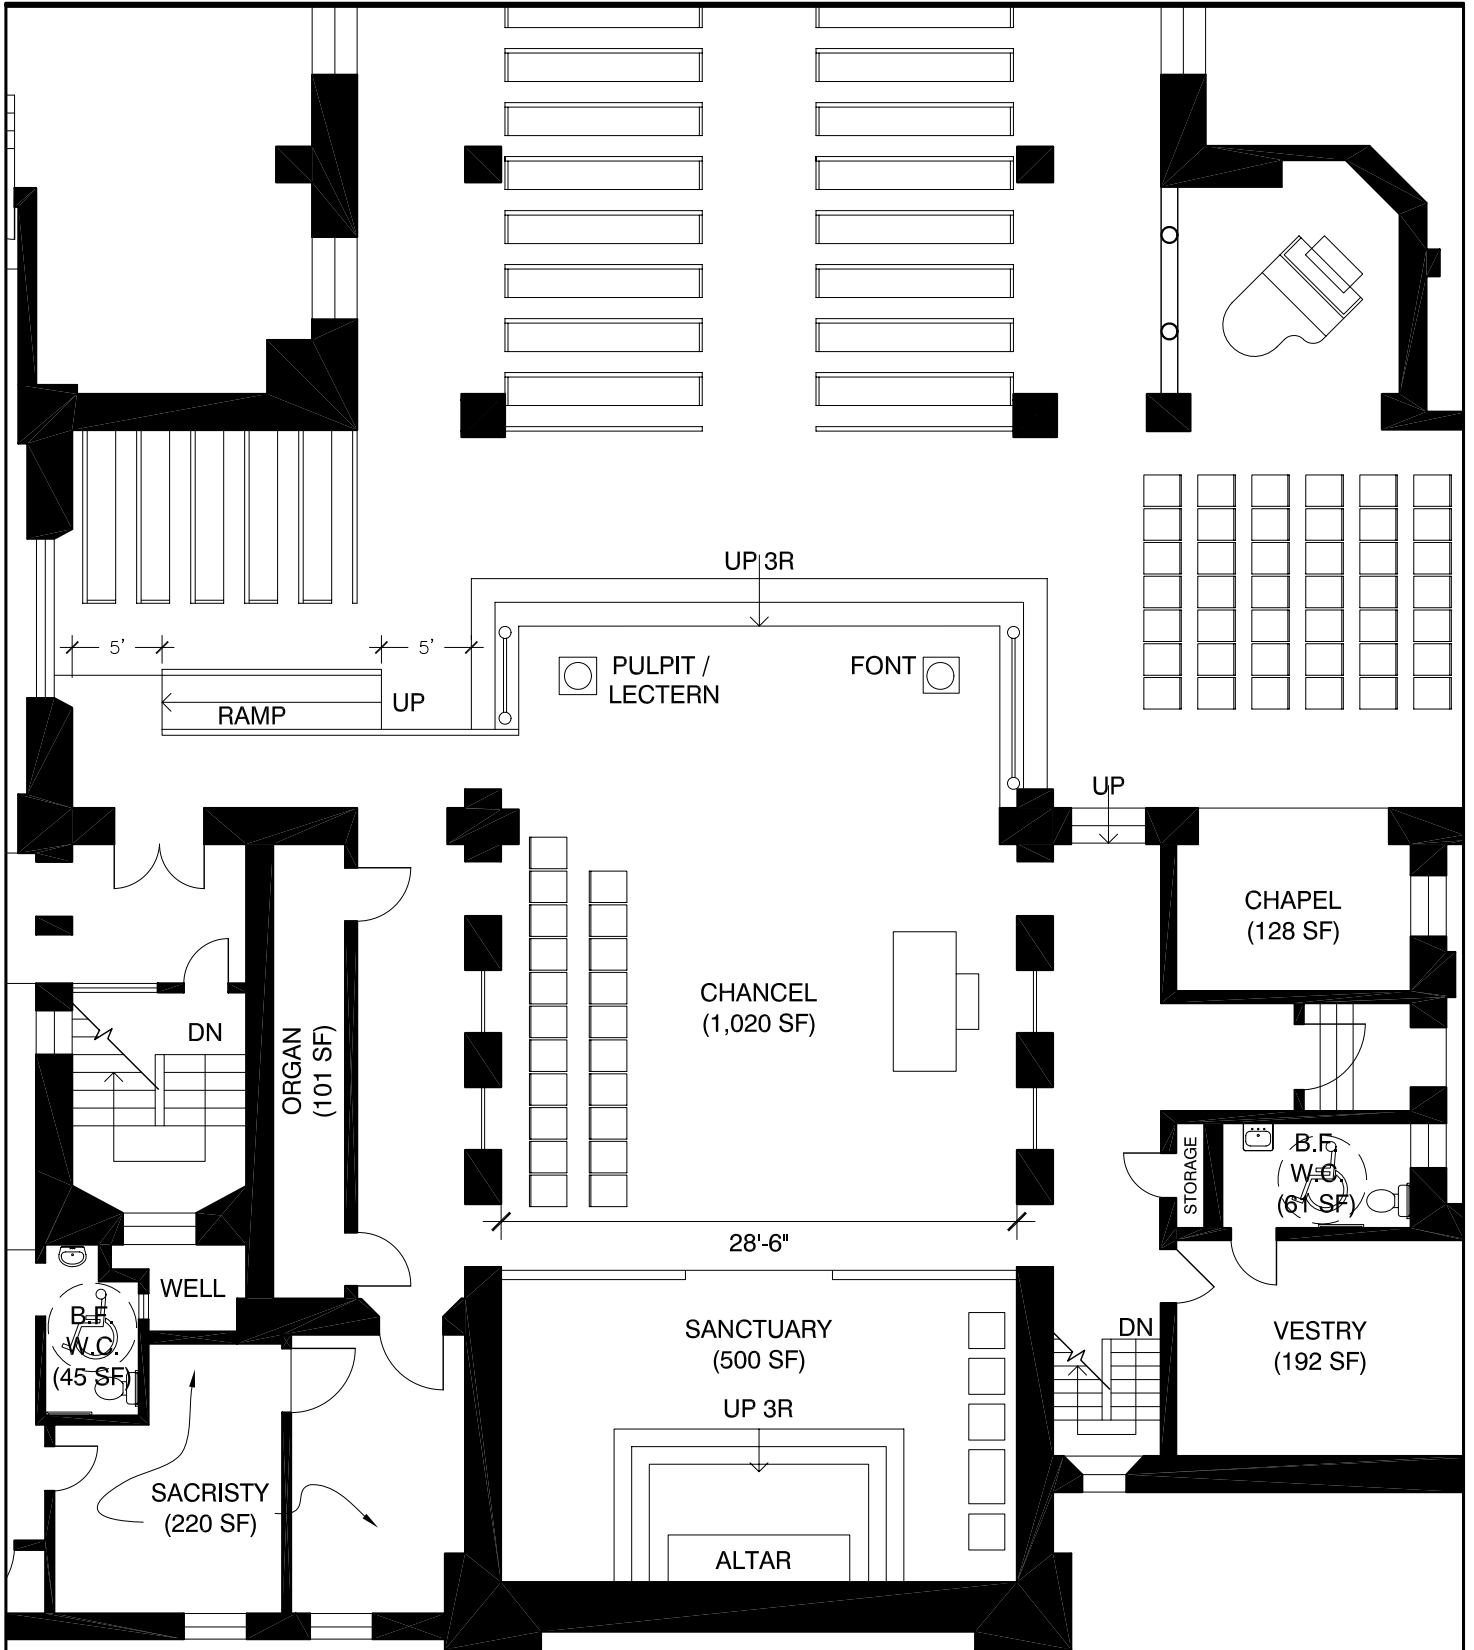 UP 3R
5'
5'
PULPIT /
LECTERN
FONT
UP
RAMP
UP
CHAPEL
(128 SF)
CHANCEL
(1,020 SF)
DN
ORGAN
(101 SF)
STORAGE
B.F.
W.C.
(61 SF)
28'-6"
WELL
B.F.
W.C.
(45 SF)
SANCTUARY
(500 SF)
DN
VESTRY
(192 SF)
UP 3R
SACRISTY
(220 SF)
ALTAR